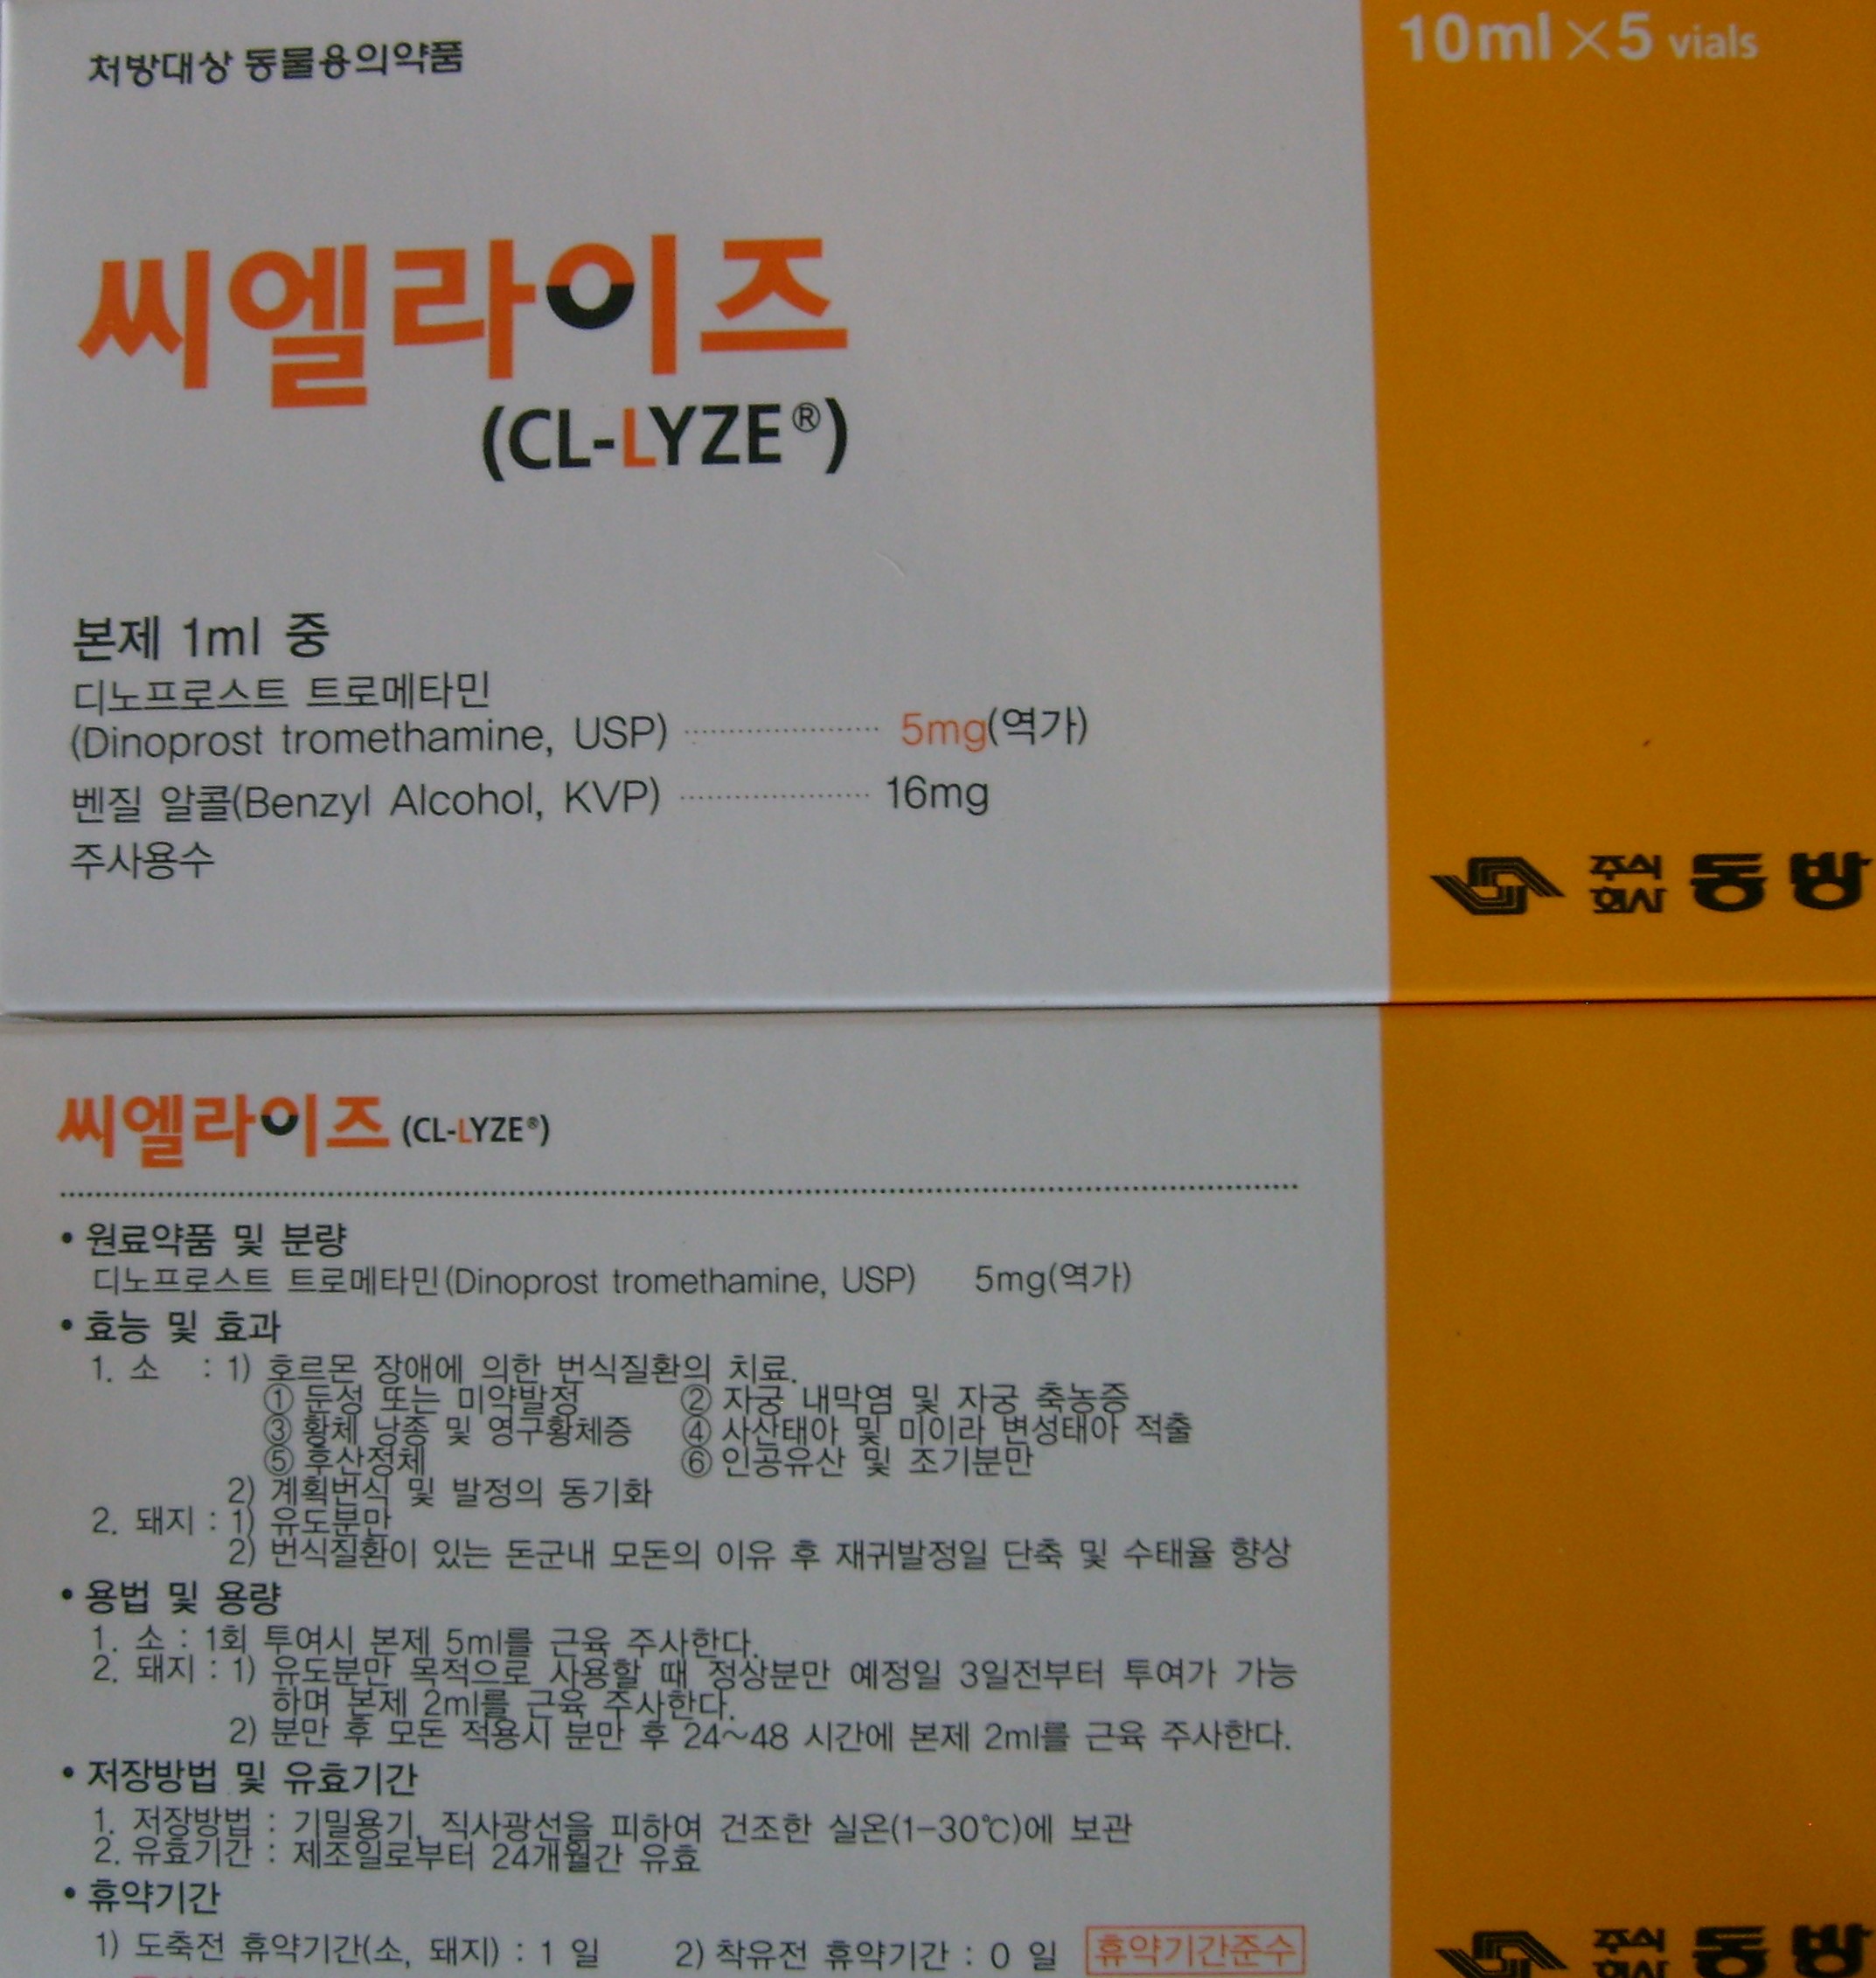 처방대상 동물용의약품
10ml×5 vials
씨엘라이즈
(CL-LYZE®)
본제 1ml 중
디노프로스트 트로메타민
(Dinoprost tromethamine, USP) ………………… 5mg(역가)
벤질 알콜(Benzyl Alcohol, KVP) ………………… 16mg
주사용수
주식회사 동방
씨엘라이즈 (CL-LYZE®)
• 원료약품 및 분량
디노프로스트 트로메타민(Dinoprost tromethamine, USP) 5mg(역가)
• 효능 및 효과
1. 소 : 1) 호르몬 장애에 의한 번식질환의 치료.
① 둔성 또는 미약발정 ② 자궁 내막염 및 자궁 축농증
③ 황체 낭종 및 영구황체증 ④ 사산태아 및 미이라 변성태아 적출
⑤ 후산정체 ⑥ 인공유산 및 조기분만
2) 계획번식 및 발정의 동기화
2. 돼지 : 1) 유도분만
2) 번식질환이 있는 돈군내 모돈의 이유 후 재귀발정일 단축 및 수태율 향상
• 용법 및 용량
1. 소 : 1회 투여시 본제 5ml를 근육 주사한다.
2. 돼지 : 1) 유도분만 목적으로 사용할 때 정상분만 예정일 3일전부터 투여가 가능
하며 본제 2ml를 근육 주사한다.
2) 분만 후 모돈 적용시 분만 후 24~48 시간에 본제 2ml를 근육 주사한다.
• 저장방법 및 유효기간
1. 저장방법 : 기밀용기, 직사광선을 피하여 건조한 실온(1-30℃)에 보관
2. 유효기간 : 제조일로부터 24개월간 유효
• 휴약기간
1) 도축전 휴약기간(소, 돼지) : 1 일 2) 착유전 휴약기간 : 0 일 휴약기간준수
주식회사 동방